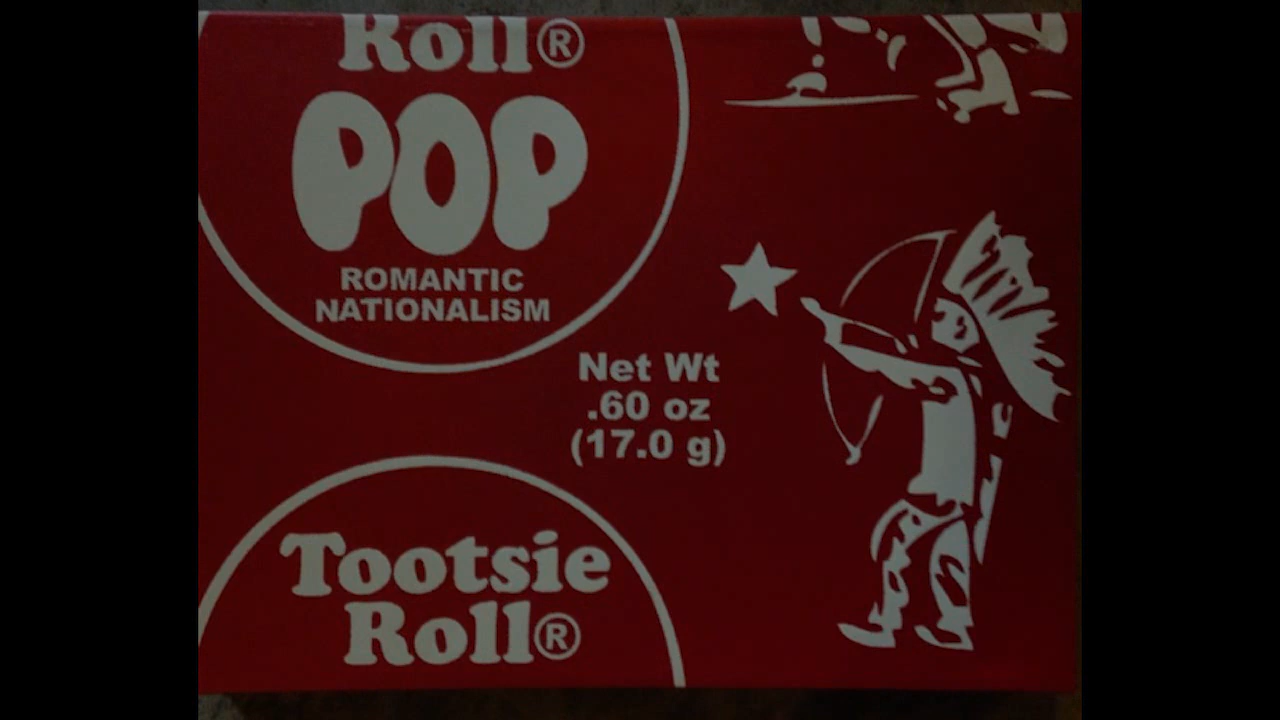 Roll®
POP
ROMANTIC
NATIONALISM
Net Wt
.60 oz
(17.0 g)
Tootsie
Roll®